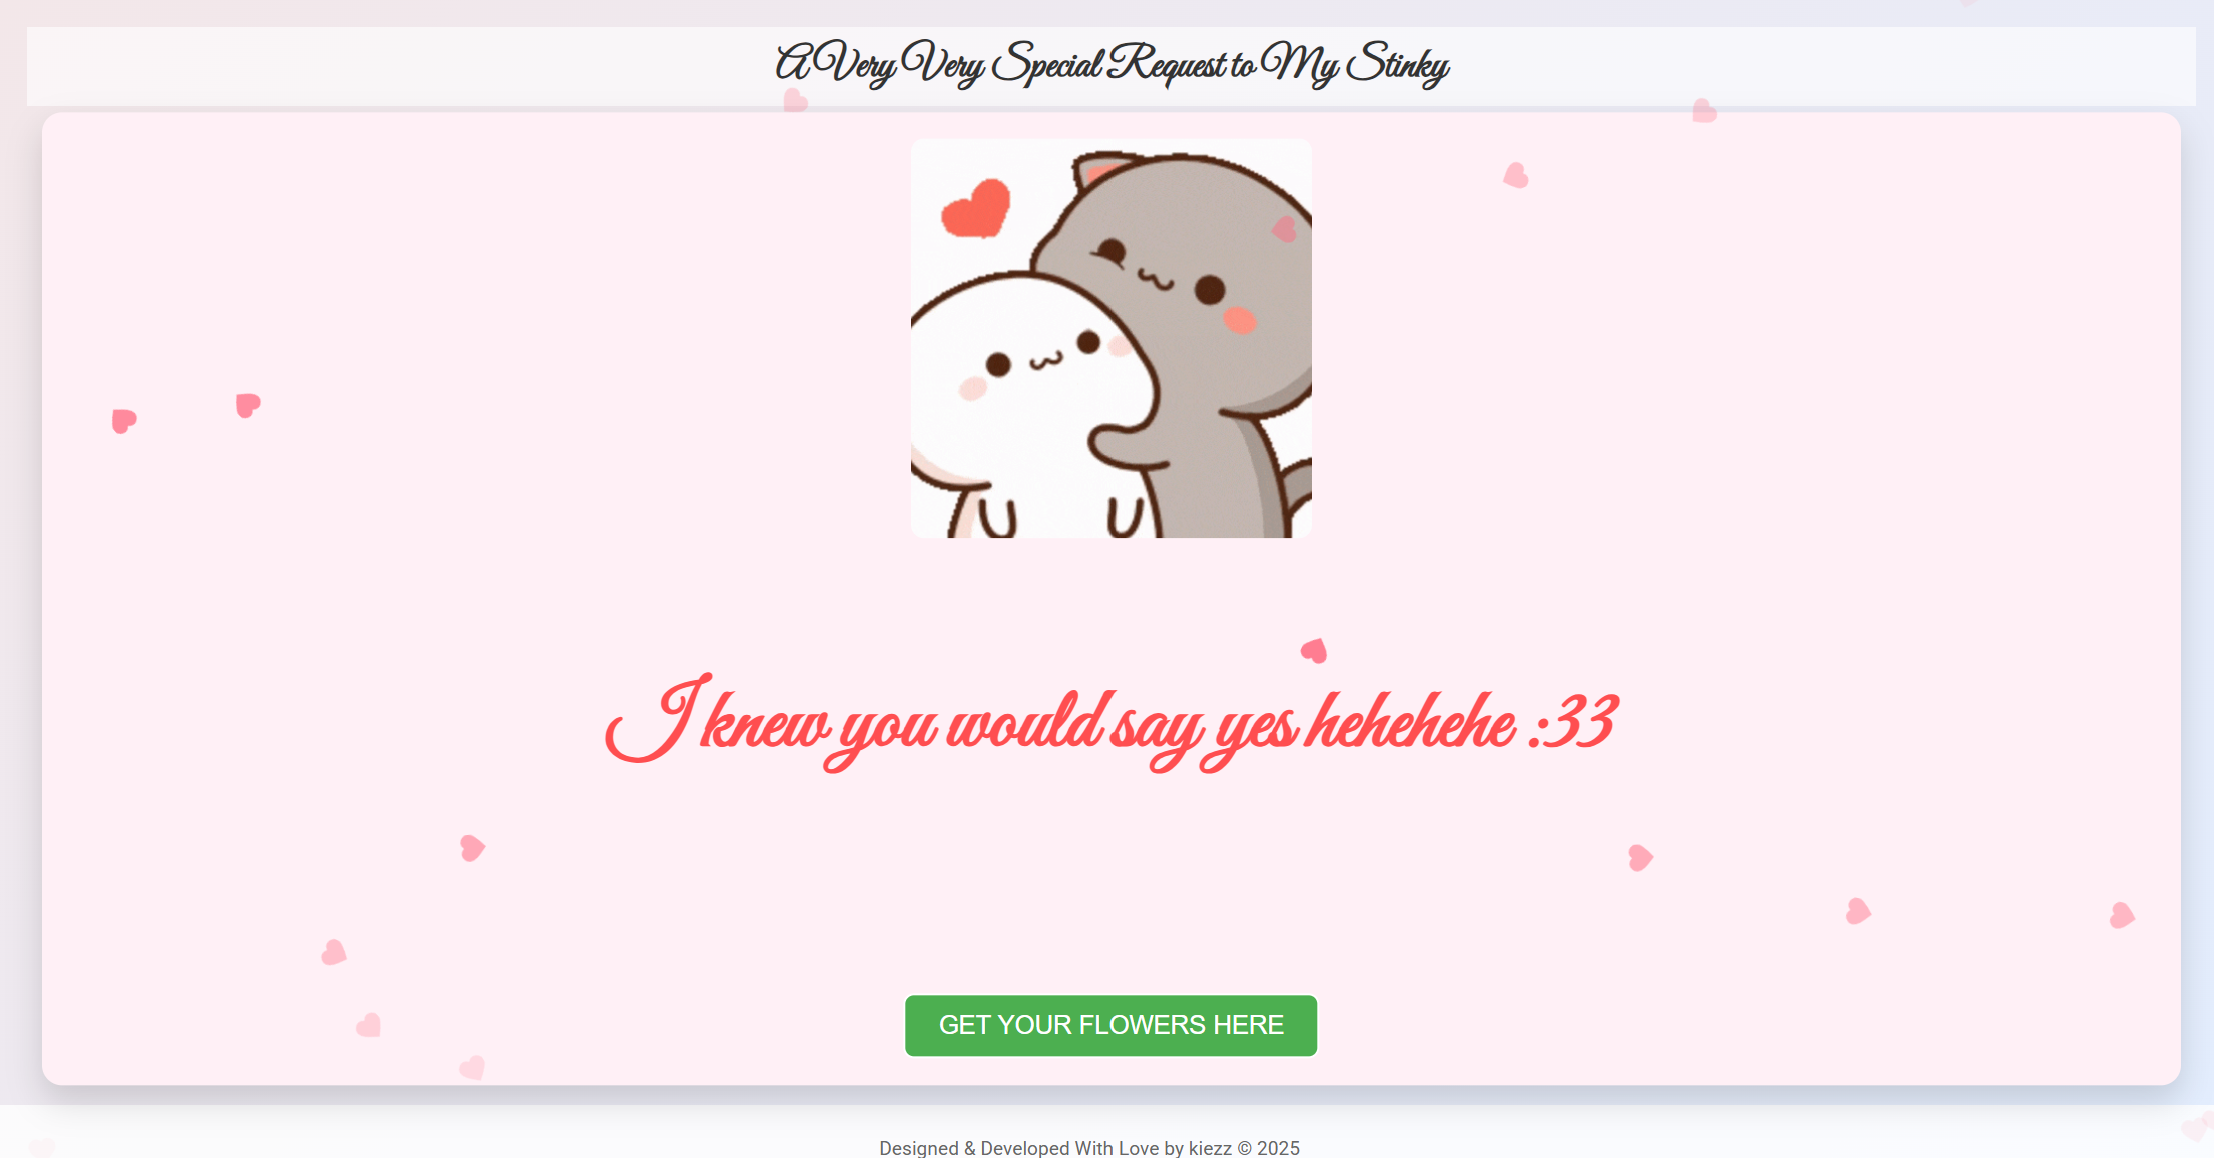 A Very Very Special Request to My Stinky
I knew you would say yes hehehehe :33
GET YOUR FLOWERS HERE
Designed & Developed With Love by kiezz © 2025